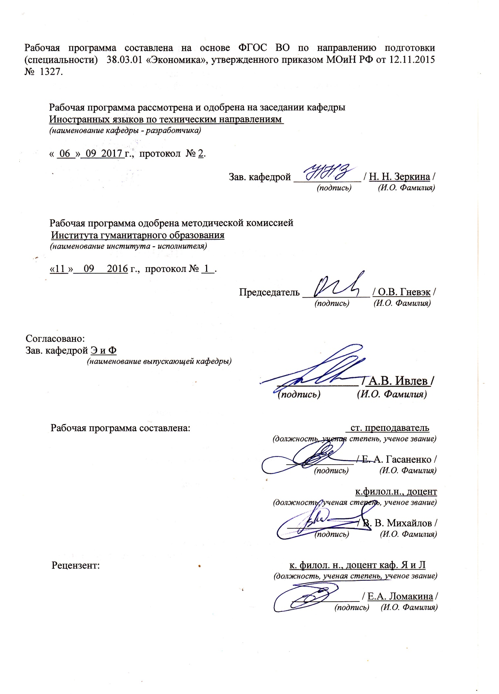 Рабочая программа составлена на основе ФГОС ВО по направлению подготовки
(специальности) 38.03.01 «Экономика», утвержденного приказом МОиН РФ от 12.11.2015
№ 1327.
Рабочая программа рассмотрена и одобрена на заседании кафедры
Иностранных языков по техническим направлениям
(наименование кафедры - разработчика)
« 06 » 09 2017 г., протокол № 2.
Зав. кафедрой / Н. Н. Зеркина /
(подпись) (И.О. Фамилия)
Рабочая программа одобрена методической комиссией
Института гуманитарного образования
(наименование института - исполнителя)
«11 » 09 2016 г., протокол № 1 .
Председатель / О.В. Гневэк /
(подпись) (И.О. Фамилия)
Согласовано:
Зав. кафедрой Э и Ф
(наименование выпускающей кафедры)
/ А.В. Ивлев /
(подпись) (И.О. Фамилия)
Рабочая программа составлена: ст. преподаватель
(должность, ученая степень, ученое звание)
/ Е. А. Гасаненко /
(подпись) (И.О. Фамилия)
к.филол.н., доцент
(должность, ученая степень, ученое звание)
/ В. В. Михайлов /
(подпись) (И.О. Фамилия)
Рецензент: к. филол. н., доцент каф. Я и Л
(должность, ученая степень, ученое звание)
/ Е.А. Ломакина /
(подпись) (И.О. Фамилия)